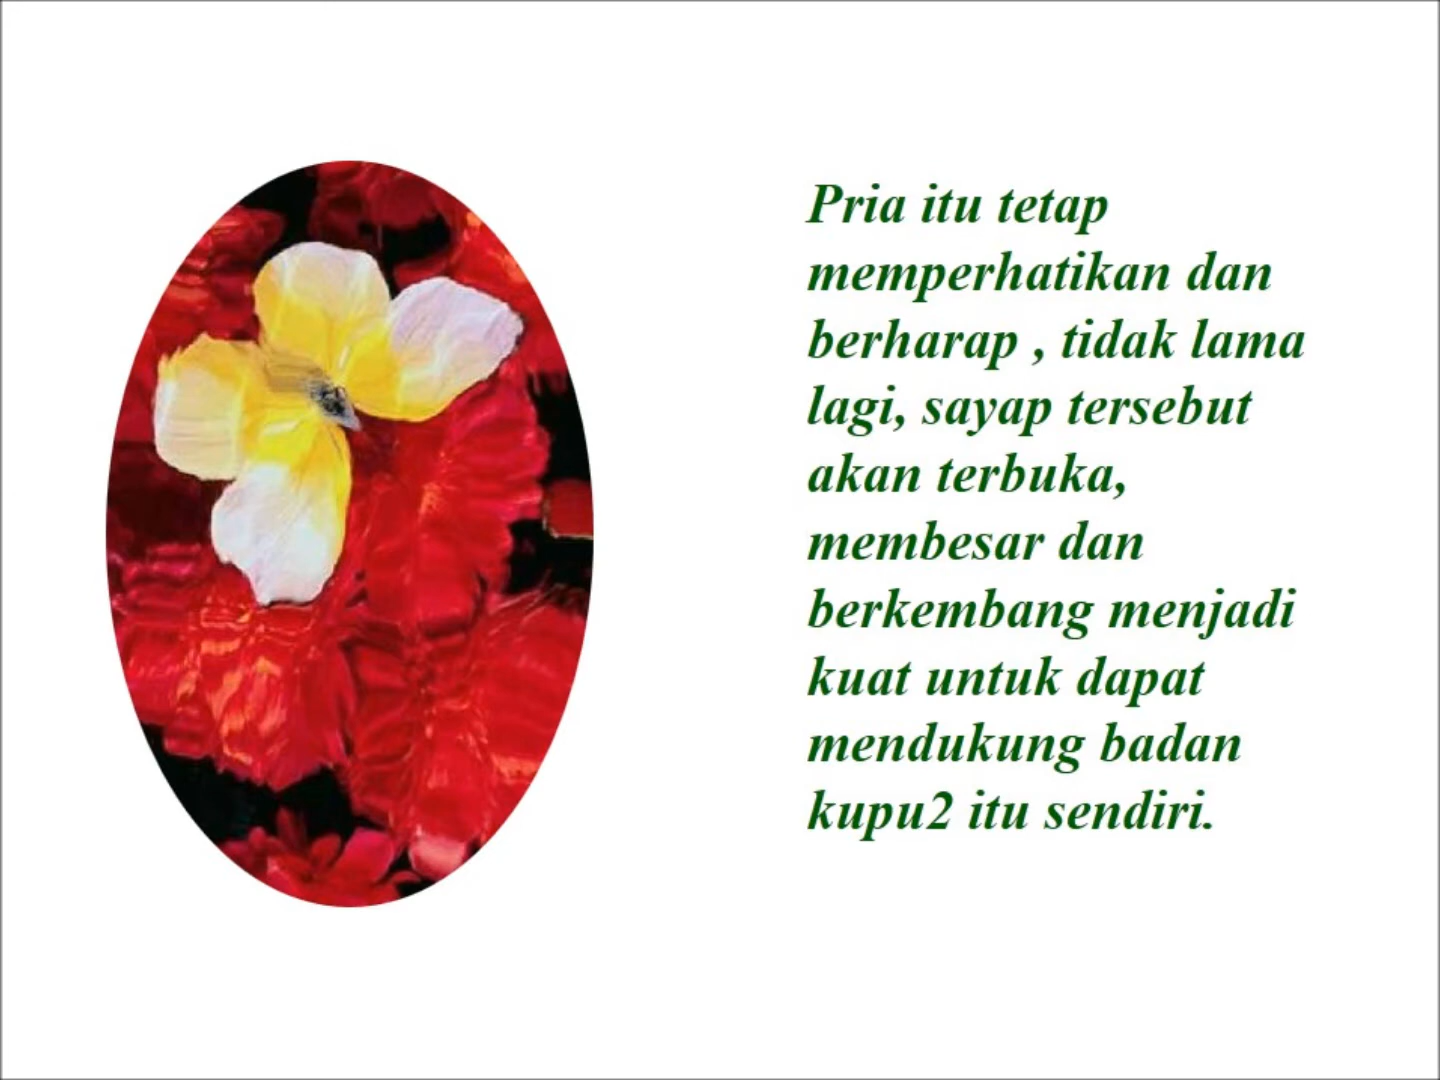 Pria itu tetap
memperhatikan dan
berharap , tidak lama
lagi, sayap tersebut
akan terbuka,
membesar dan
berkembang menjadi
kuat untuk dapat
mendukung badan
kupu2 itu sendiri.